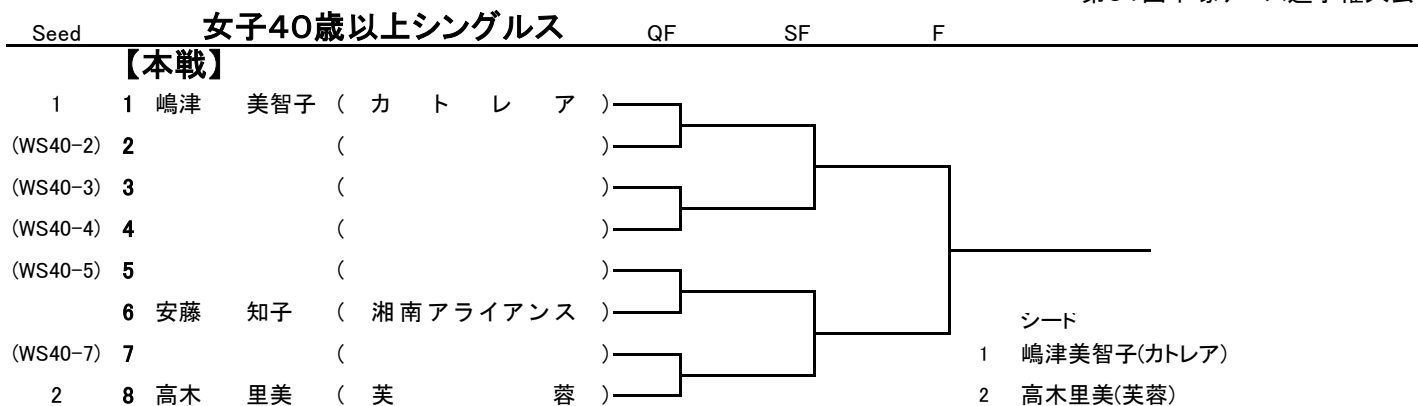 Seed 女子40歳以上シングルス QF SF F
【本戦】
1 1 嶋津 美智子 ( カトレア )
(WS40-2) 2 ( )
(WS40-3) 3 ( )
(WS40-4) 4 ( )
(WS40-5) 5 ( )
6 安藤 知子 ( 湘南アライアンス )
シード
(WS40-7) 7 ( ) 1 嶋津美智子(カトレア)
2 8 高木 里美 ( 芙蓉 ) 2 高木里美(芙蓉)